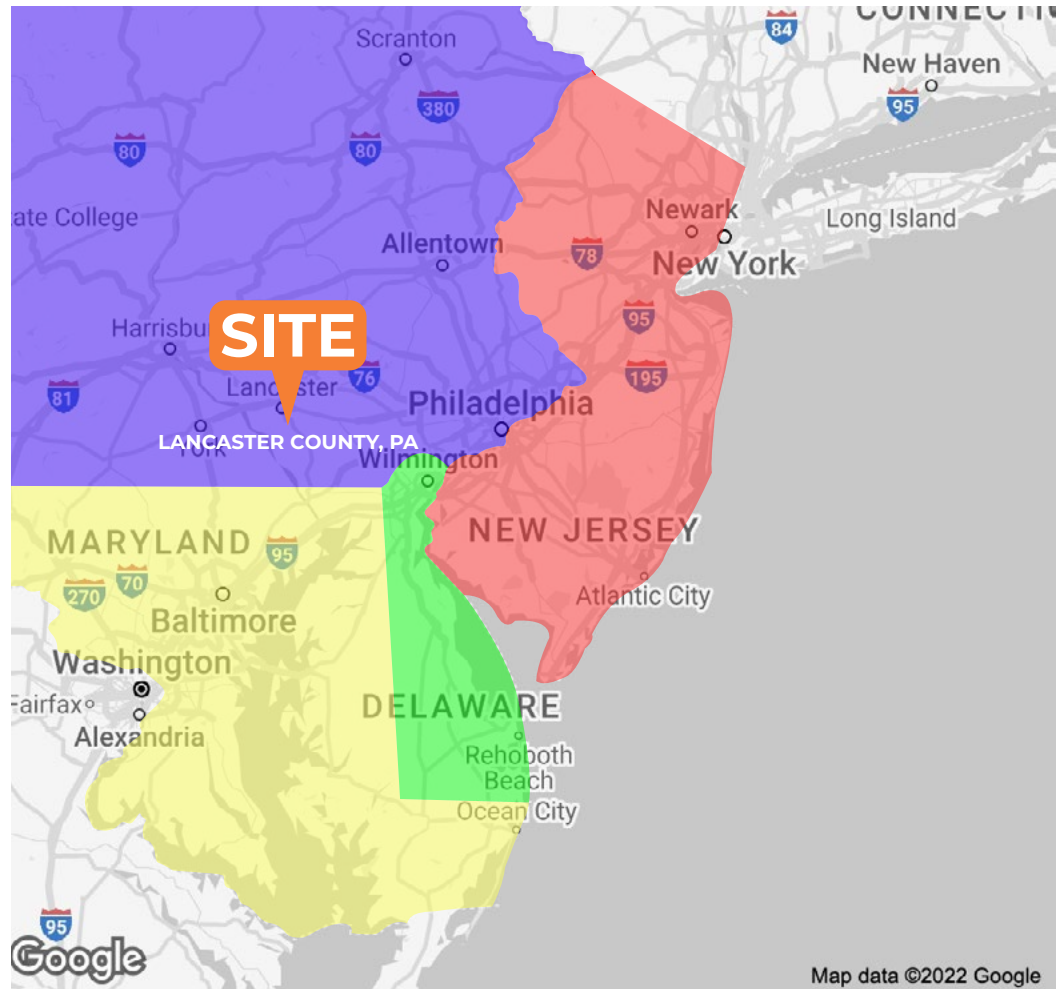 CONNECTIC
Scranton
84
New Haven
380
95
80
80
ate College
Newark
Long Island
Allentown
78
New York
Harrisbu
SITE
95
Lancaster
76
195
81
Philadelphia
LANCASTER COUNTY, PA
York
Wilmington
MARYLAND
95
NEW JERSEY
70
270
Atlantic City
Baltimore
Washington
Fairfax
DELAWARE
Alexandria
Rehoboth
Beach
Ocean City
95
Google
Map data ©2022 Google